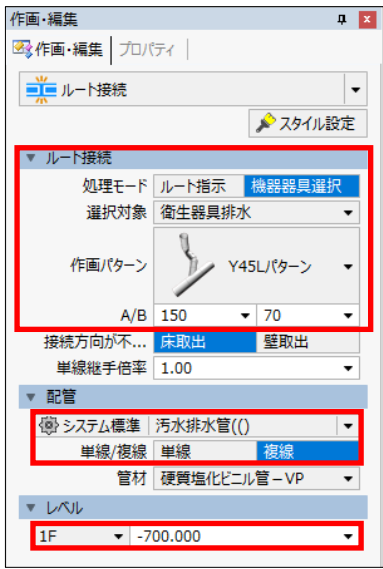 作画・編集
作画・編集 プロパティ
ルート接続
スタイル設定
ルート接続
処理モード ルート指示 機器器具選択
選択対象 衛生器具排水
作画パターン Y45Lパターン
A/B 150 70
接続方向が不... 床取出 壁取出
単線継手倍率 1.00
配管
システム標準 汚水排水管(()
単線/複線 単線 複線
管材 硬質塩化ビニル管－VP
レベル
1F -700.000